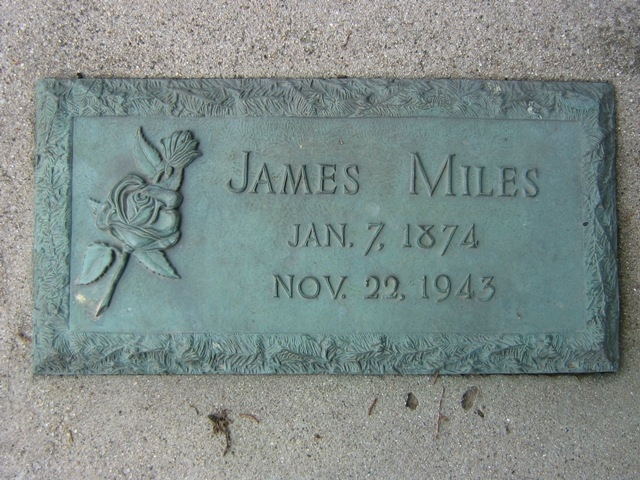 JAMES MILES
JAN. 7, 1874
NOV. 22, 1943